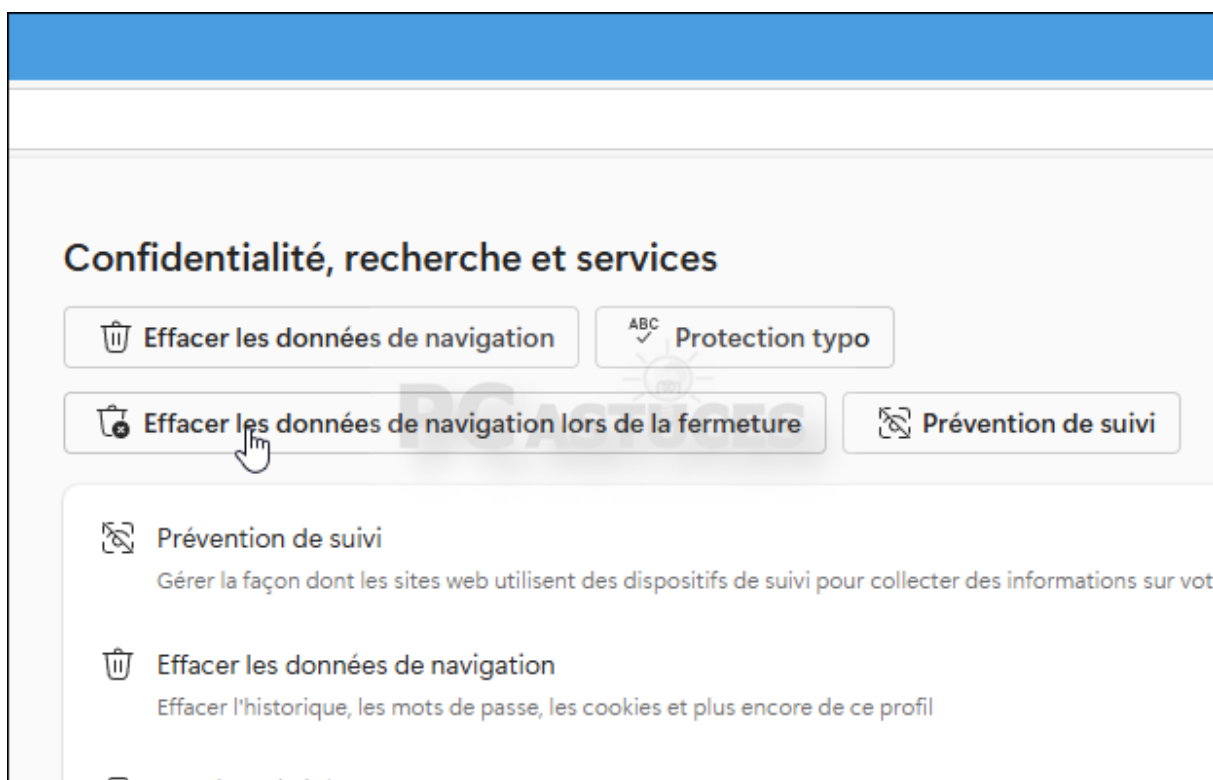 Confidentialité, recherche et services
Effacer les données de navigation
ABC
Protection typo
Effacer les données de navigation lors de la fermeture
Prévention de suivi
PC ASTUCES
Prévention de suivi
Gérer la façon dont les sites web utilisent des dispositifs de suivi pour collecter des informations sur vot
Effacer les données de navigation
Effacer l'historique, les mots de passe, les cookies et plus encore de ce profil